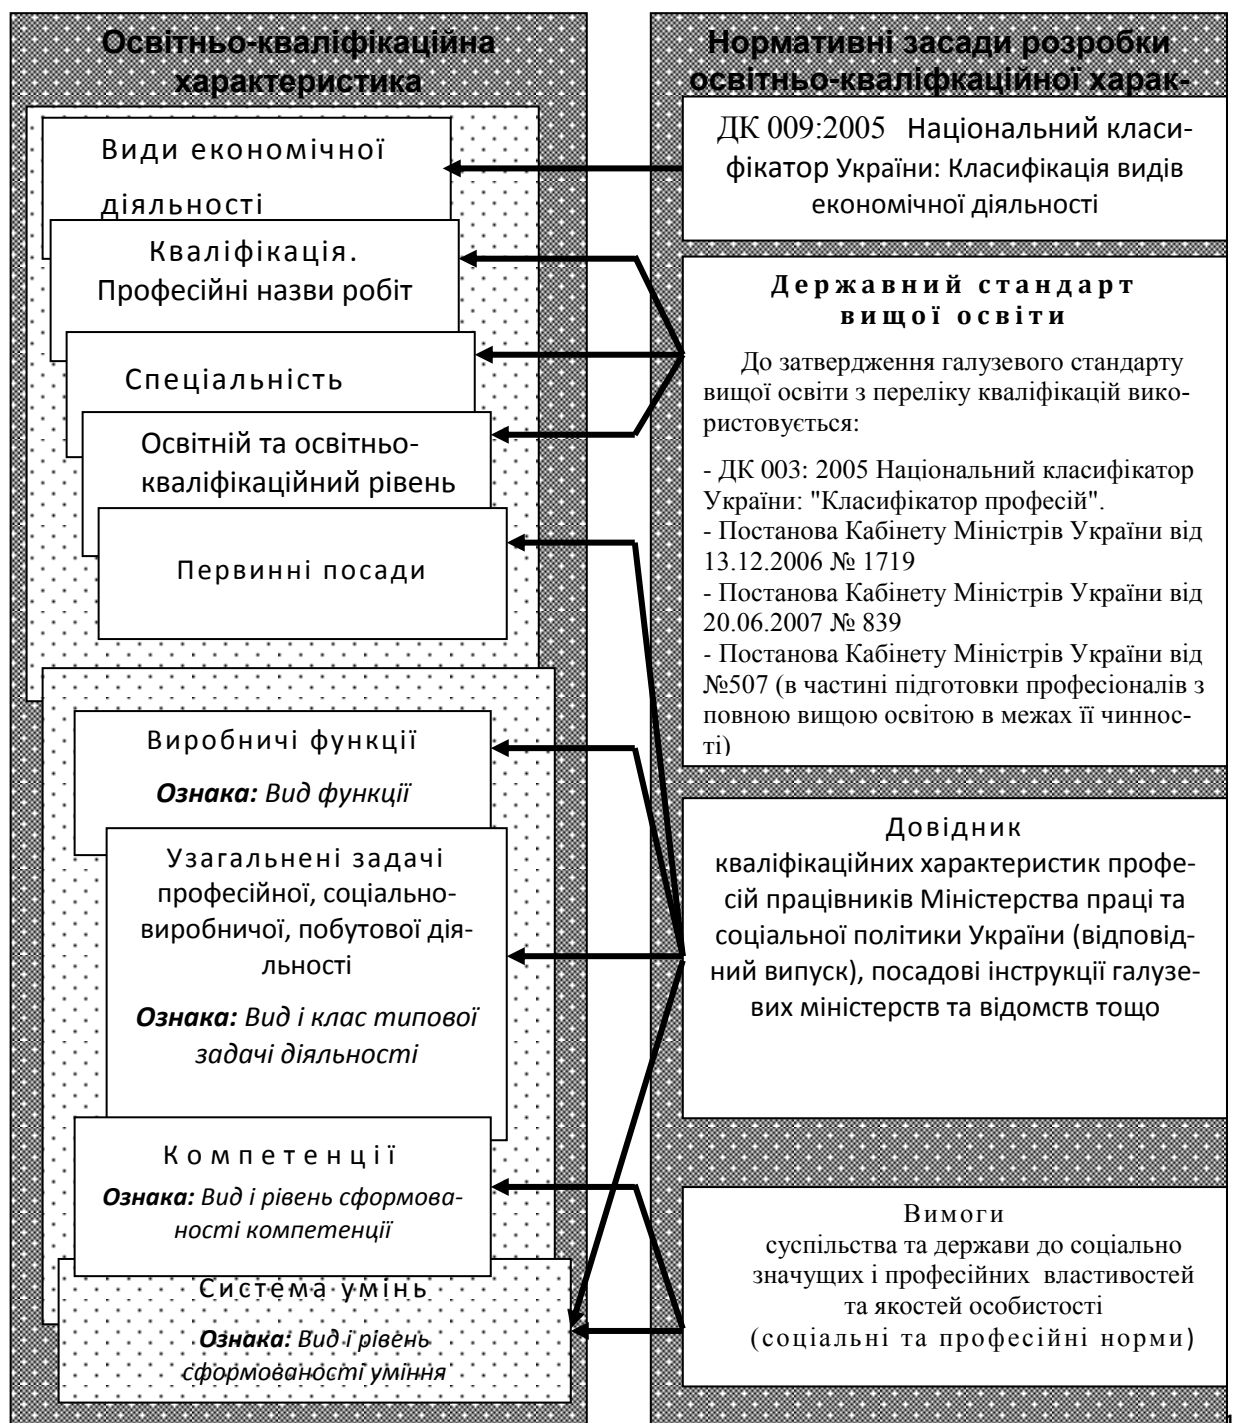 Освітньо-кваліфікаційна
характеристика
Види економічної
діяльності
Кваліфікація.
Професійні назви робіт
Спеціальність
Освітній та освітньо-
кваліфікаційний рівень
Первинні посади
Виробничі функції
Ознака: Вид функції
Узагальнені задачі
професійної, соціально-
виробничої, побутової дія-
льності
Ознака: Вид і клас типової
задачі діяльності
Компетенції
Ознака: Вид і рівень сформова-
ності компетенції
Система умінь
Ознака: Вид і рівень
сформованості уміння
Нормативні засади розробки
освітньо-кваліфкаційної харак-
ДК 009:2005 Національний класи-
фікатор України: Класифікація видів
економічної діяльності
Державний стандарт
вищої освіти
До затвердження галузевого стандарту
вищої освіти з переліку кваліфікацій вико-
ристовується:
- ДК 003: 2005 Національний класифікатор
України: "Класифікатор професій".
- Постанова Кабінету Міністрів України від
13.12.2006 № 1719
- Постанова Кабінету Міністрів України від
20.06.2007 № 839
- Постанова Кабінету Міністрів України від
№507 (в частині підготовки професіоналів з
повною вищою освітою в межах її чиннос-
ті)
Довідник
кваліфікаційних характеристик профе-
сій працівників Міністерства праці та
соціальної політики України (відповід-
ний випуск), посадові інструкції галузе-
вих міністерств та відомств тощо
Вимоги
суспільства та держави до соціально
значущих і професійних властивостей
та якостей особистості
(соціальні та професійні норми)